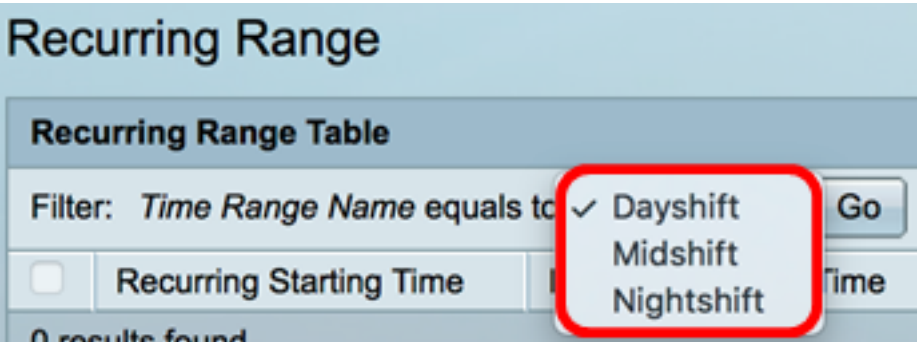 Recurring Range
Recurring Range Table
Filter: Time Range Name equals to ✓ Dayshift Go
Midshift
Recurring Starting Time Time
Nightshift
0 results found